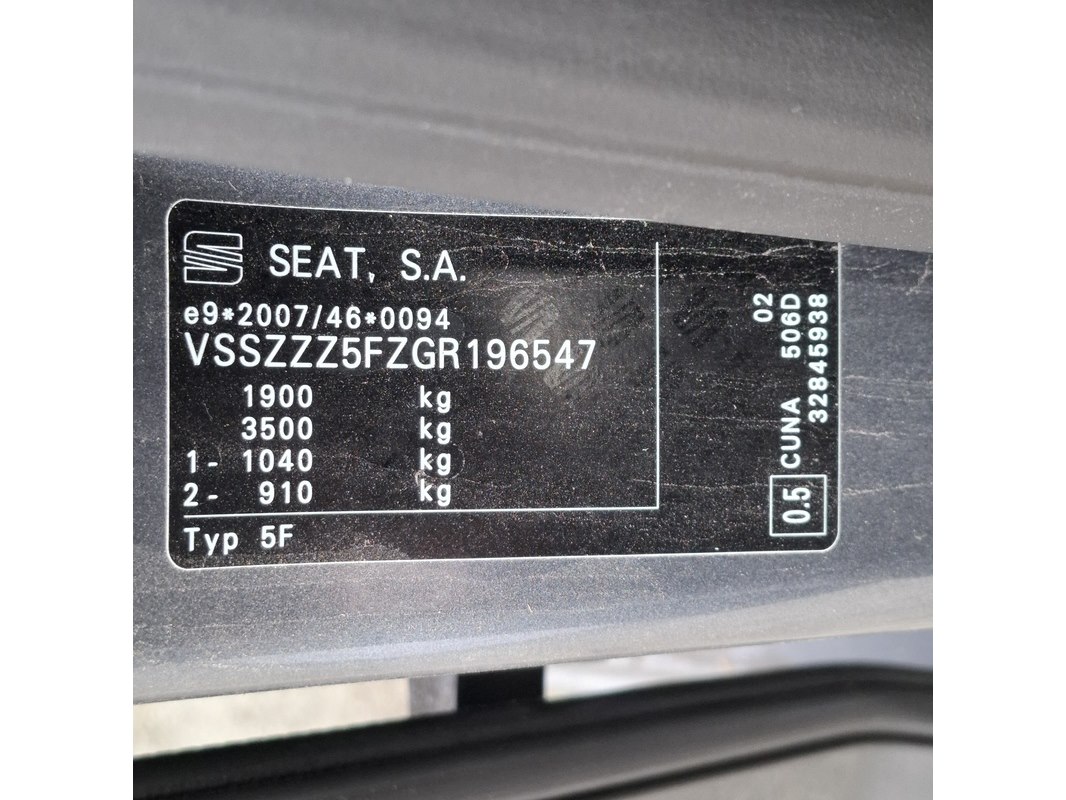 SEAT, S.A.
e9*2007/46*0094
VSSZZZ5FZGR196547
1900 kg
3500 kg
1- 1040 kg
2- 910 kg
Typ 5F
02
0.5 CUNA 506D
32845938